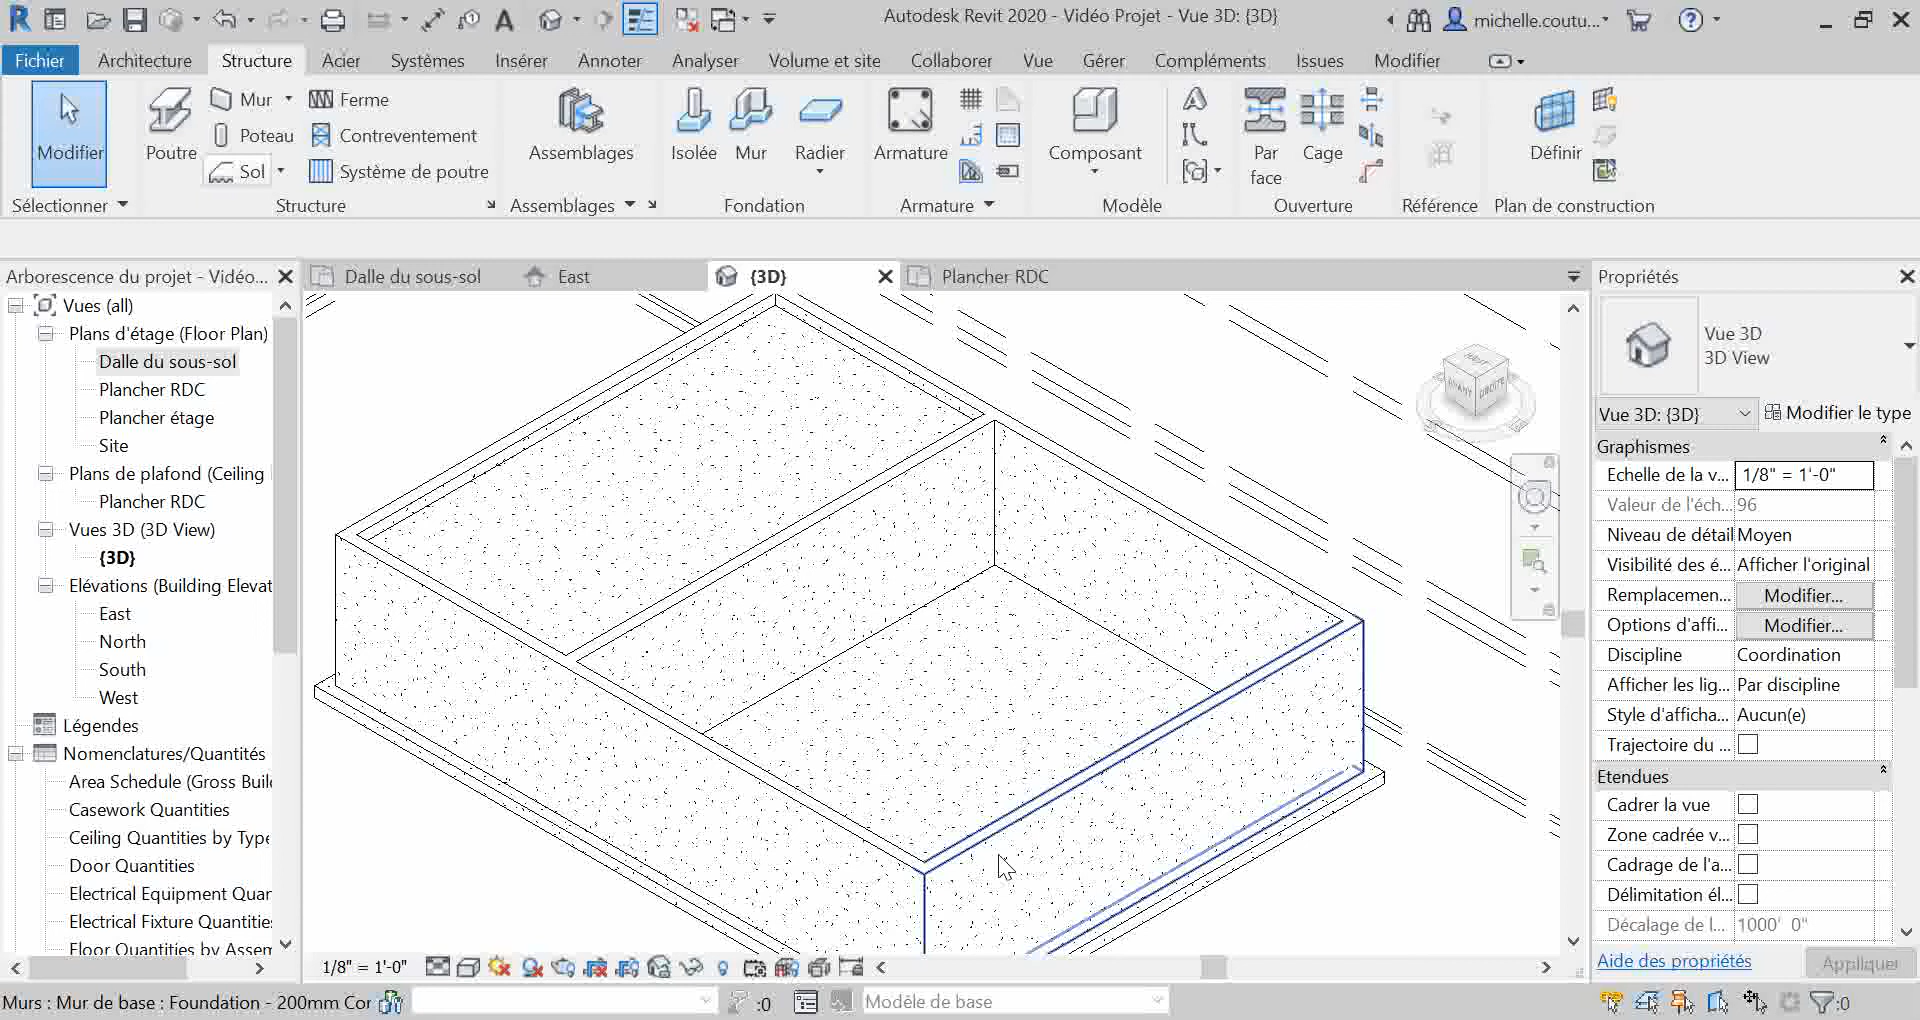 Autodesk Revit 2020 - Vidéo Projet - Vue 3D: {3D}
michelle.coutu...
Fichier Architecture Structure Acier Systèmes Insérer Annoter Analyser Volume et site Collaborer Vue Gérer Compléments Issues Modifier
Modifier
Poutre
Mur
Poteau
Sol
Ferme
Contreventement
Système de poutre
Assemblages
Isolée
Mur
Radier
Armature
Composant
Par face
Cage
Définir
Sélectionner
Structure
Assemblages
Fondation
Armature
Modèle
Ouverture
Référence
Plan de construction
Arborescence du projet - Vidéo...
Vues (all)
Plans d'étage (Floor Plan)
Dalle du sous-sol
Plancher RDC
Plancher étage
Site
Plans de plafond (Ceiling
Plancher RDC
Vues 3D (3D View)
{3D}
Elévations (Building Elevat
East
North
South
West
Légendes
Nomenclatures/Quantités
Area Schedule (Gross Buil
Casework Quantities
Ceiling Quantities by Type
Door Quantities
Electrical Equipment Quar
Electrical Fixture Quantitie
Floor Quantities by Assem
Dalle du sous-sol
East
{3D}
Plancher RDC
AVANT
DROITE
Propriétés
Vue 3D
3D View
Vue 3D: {3D}
Modifier le type
Graphismes
Echelle de la v... 1/8" = 1'-0"
Valeur de l'éch... 96
Niveau de détail Moyen
Visibilité des é... Afficher l'original
Remplacemen... Modifier...
Options d'affi... Modifier...
Discipline Coordination
Afficher les lig... Par discipline
Style d'afficha... Aucun(e)
Trajectoire du ...
Etendues
Cadrer la vue
Zone cadrée v...
Cadrage de l'a...
Délimitation él...
Décalage de l... 1000' 0"
Aide des propriétés
Appliquer
1/8" = 1'-0"
Murs : Mur de base : Foundation - 200mm Cor
:0
Modèle de base
:0